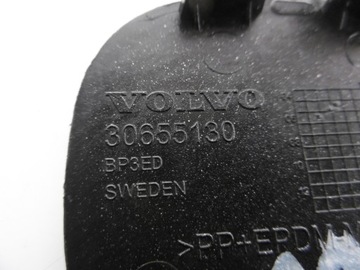 VOLVO
30655130
BP3ED
SWEDEN
>PP+EPDM-